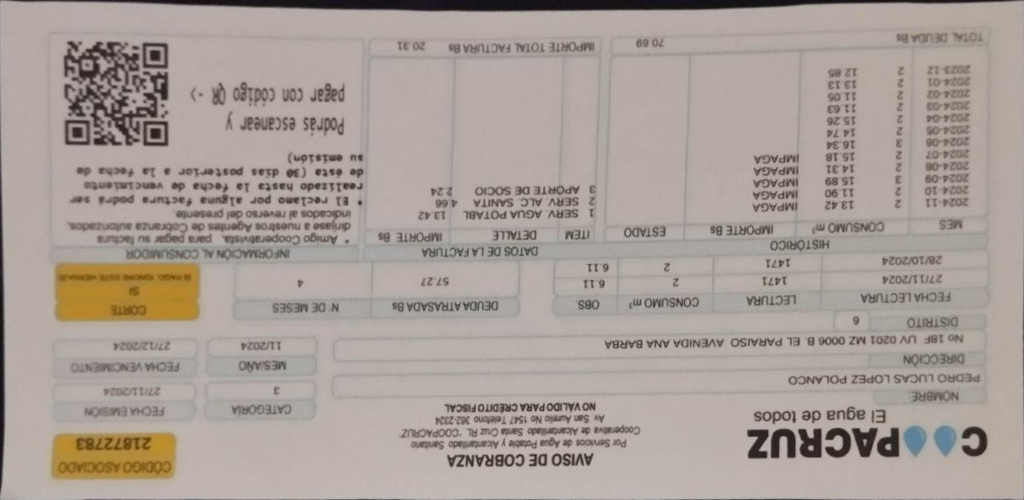 COOPACRUZ
El agua de todos
AVISO DE COBRANZA
Por Servicios de Agua Potable y Alcantarillado Sanitario
Cooperativa de Alcantarillado Santa Cruz RL. "COOPACRUZ"
Av San Aurelio No 1547 Telefono 362-2324
NO VÁLIDO PARA CRÉDITO FISCAL
CÓDIGO ASOCIADO
21872783
NOMBRE:
PEDRO LUCAS LOPEZ POLANCO
CATEGORÍA
3
FECHA EMISIÓN
27/11/2024
DIRECCIÓN
No 18F UV 0201 MZ 0006 B. EL PARAISO AVENIDA ANA BARBA
MES/AÑO
11/2024
FECHA VENCIMIENTO
27/12/2024
DISTRITO 6
FECHA LECTURA LECTURA CONSUMO m³ OBS
27/11/2024 1471 2 6.11
28/10/2024 1471 2 6.11
DEUDA ATRASADA Bs N° DE MESES
57.27 4
CORTE
SI
SI PAGO, IGNORE ESTE MENSAJE
HISTÓRICO
MES CONSUMO m³ IMPORTE Bs ESTADO
2024-11 2 13.42 IMPAGA
2024-10 2 11.90 IMPAGA
2024-09 3 15.89 IMPAGA
2024-08 2 14.31 IMPAGA
2024-07 2 15.18 IMPAGA
2024-06 3 16.34
2024-05 2 14.74
2024-04 2 15.26
2024-03 2 11.63
2024-02 2 11.05
2024-01 2 13.13
2023-12 2 12.85
TOTAL DEUDA Bs 70.69
DATOS DE LA FACTURA
ITEM DETALLE IMPORTE Bs
1 SERV. AGUA POTABL 13.42
2 SERV. ALC. SANITA 4.66
3 APORTE DE SOCIO 2.24
IMPORTE TOTAL FACTURA Bs 20.31
INFORMACIÓN AL CONSUMIDOR
* Amigo Cooperativista, para pagar su factura
diríjase a nuestros Agentes de Cobranza autorizados,
indicados al reverso del presente.
* El reclamo por alguna factura podrá ser
realizado hasta la fecha de vencimiento
de ésta (30 días posterior a la fecha de
su emisión)
Podrás escanear y
pagar con código QR ->